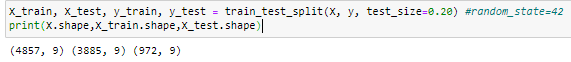 X_train, X_test, y_train, y_test = train_test_split(X, y, test_size=0.20) #random_state=42
print(X.shape,X_train.shape,X_test.shape)
(4857, 9) (3885, 9) (972, 9)